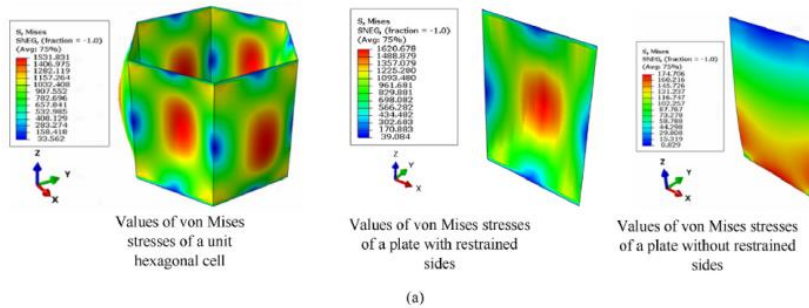 S, Mises
SNEG, (fraction = -1.0)
(Avg: 75%)
1531.831
1406.975
1282.119
1157.264
1032.408
907.552
782.696
657.841
532.985
408.129
283.274
158.418
33.562
Z
Y
X
Values of von Mises
stresses of a unit
hexagonal cell
S, Mises
SNEG, (fraction = -1.0)
(Avg: 75%)
1620.678
1488.879
1357.079
1225.280
1093.480
961.681
829.881
698.082
566.282
434.482
302.683
170.883
39.084
Z
Y
X
Values of von Mises stresses
of a plate with restrained
sides
S, Mises
SNEG, (fraction = -1.0)
(Avg: 75%)
174.706
160.216
145.726
131.237
116.747
102.257
87.767
73.278
58.788
44.298
29.808
15.319
0.829
Z
Y
X
Values of von Mises stresses
of a plate without restrained
sides
(a)